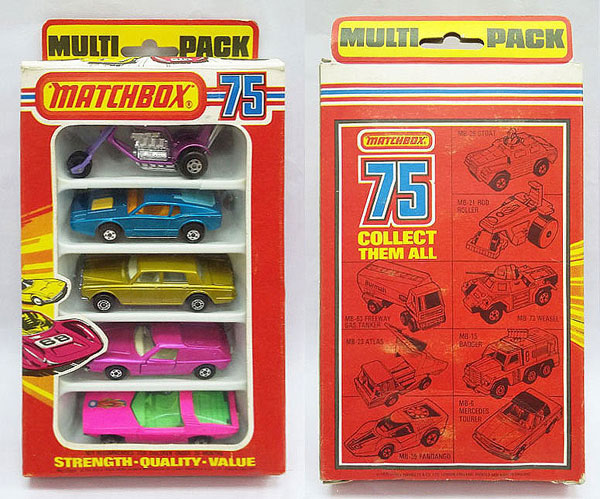 MULTI PACK
MATCHBOX® 75
68
STRENGTH-QUALITY-VALUE
MULTI PACK
MATCHBOX®
75
COLLECT
THEM ALL
MB-28 STOAT
MB-21 ROD
ROLLER
MB-63 FREEWAY
GAS TANKER
MB-73 WEASEL
MB-23 ATLAS
MB-16
BADGER
MB-35 FANDANGO
MB-6
MERCEDES
TOURER